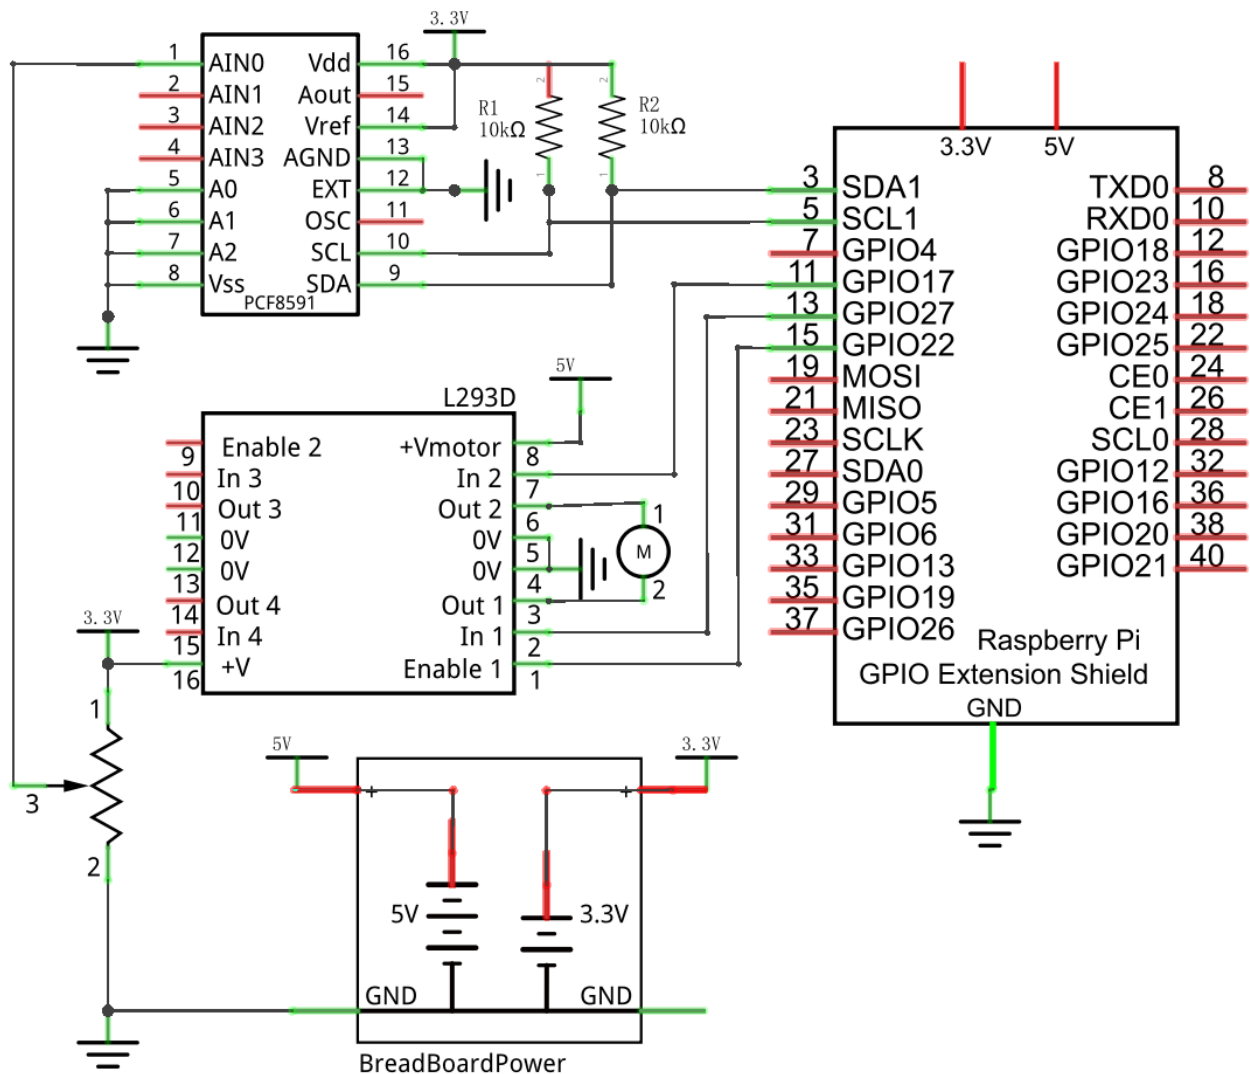 3.3V
1 AIN0 Vdd 16
2 AIN1 Aout 15
3 AIN2 Vref 14
4 AIN3 AGND 13
5 A0 EXT 12
6 A1 OSC 11
7 A2 SCL 10
8 Vss SDA 9
PCF8591
2
R1
10kΩ
1
2
R2
10kΩ
1
3.3V 5V
3 SDA1 TXD0 8
5 SCL1 RXD0 10
7 GPIO4 GPIO18 12
11 GPIO17 GPIO23 16
13 GPIO27 GPIO24 18
15 GPIO22 GPIO25 22
19 MOSI CE0 24
21 MISO CE1 26
23 SCLK SCL0 28
27 SDA0 GPIO12 32
29 GPIO5 GPIO16 36
31 GPIO6 GPIO20 38
33 GPIO13 GPIO21 40
35 GPIO19
37 GPIO26
Raspberry Pi
GPIO Extension Shield
GND
5V
L293D
9 Enable 2 +Vmotor 8
10 In 3 In 2 7
11 Out 3 Out 2 6
12 0V 0V 5
13 0V 0V 4
14 Out 4 Out 1 3
15 In 4 In 1 2
16 +V Enable 1 1
1
M
2
3.3V
1
3
2
5V
3.3V
+ +
5V 3.3V
GND GND
BreadBoardPower